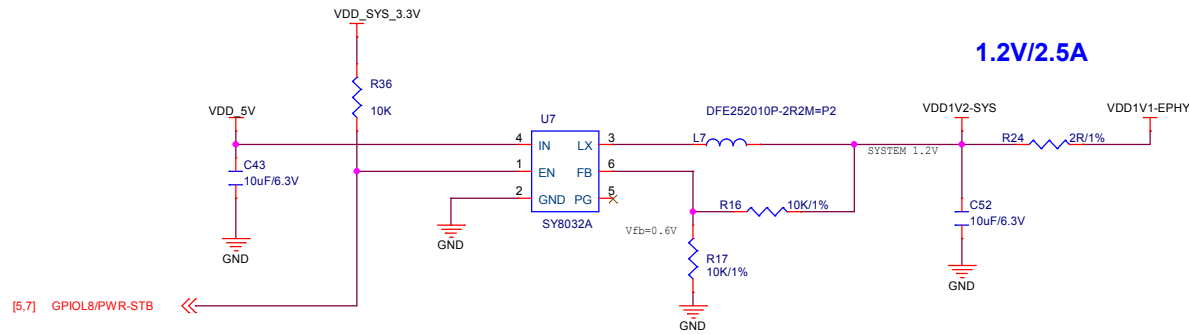 VDD_SYS_3.3V
1.2V/2.5A
R36
10K
VDD_5V
U7
DFE252010P-2R2M=P2
VDD1V2-SYS
VDD1V1-EPHY
4 IN LX 3
L7
R24
2R/1%
SYSTEM 1.2V
C43
10uF/6.3V
1 EN FB 6
2 GND PG 5
R16
10K/1%
C52
10uF/6.3V
SY8032A
Vfb=0.6V
GND
GND
R17
10K/1%
GND
GND
[5,7] GPIOL8/PWR-STB